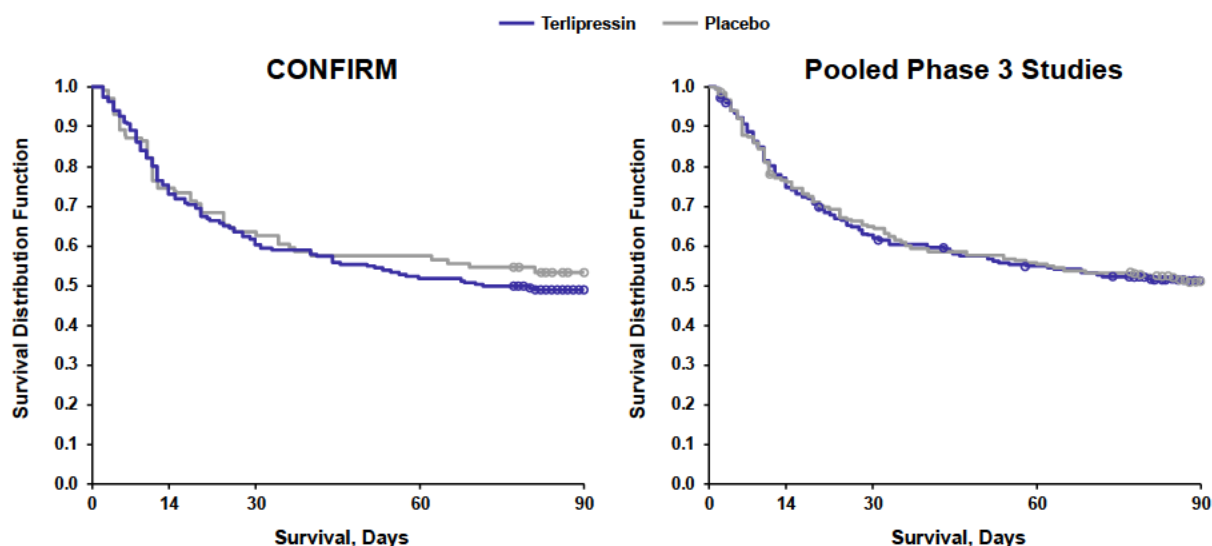 Terlipressin Placebo
CONFIRM
Survival Distribution Function
1.0
0.9
0.8
0.7
0.6
0.5
0.4
0.3
0.2
0.1
0.0
0 14 30 60 90
Survival, Days
Pooled Phase 3 Studies
Survival Distribution Function
1.0
0.9
0.8
0.7
0.6
0.5
0.4
0.3
0.2
0.1
0.0
0 14 30 60 90
Survival, Days